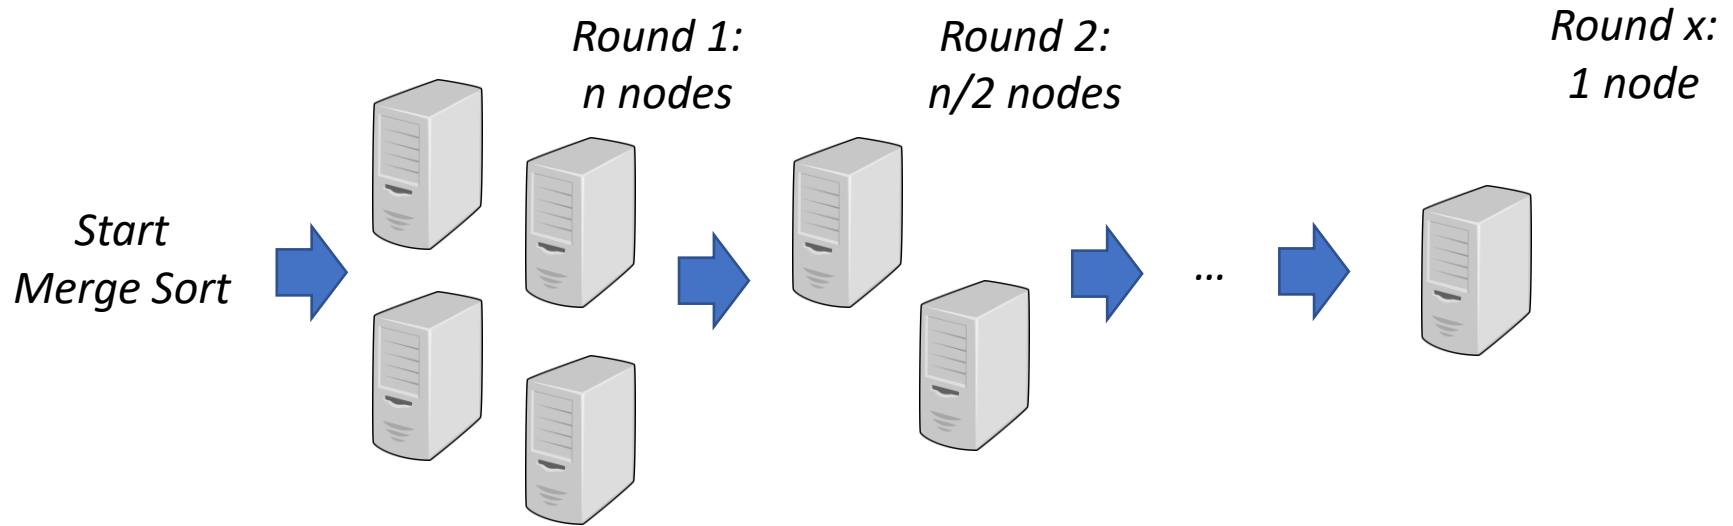 Start
Merge Sort
Round 1:
n nodes
Round 2:
n/2 nodes
...
Round x:
1 node